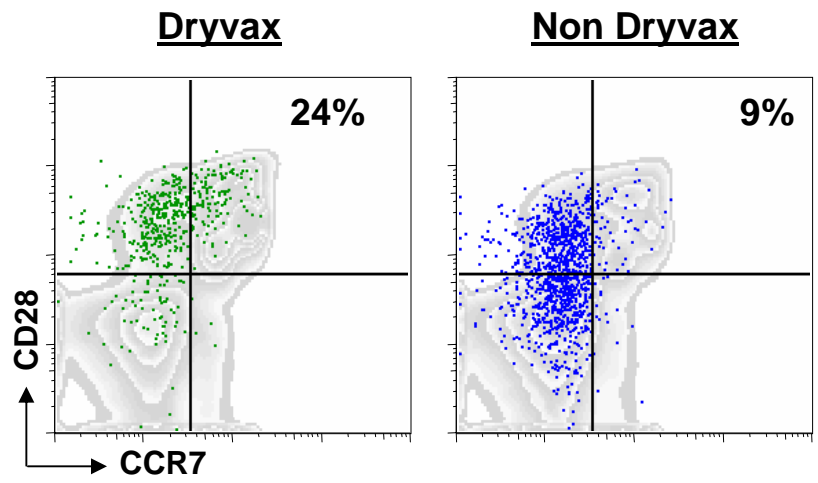 Dryvax
Non Dryvax
24%
9%
CD28
CCR7